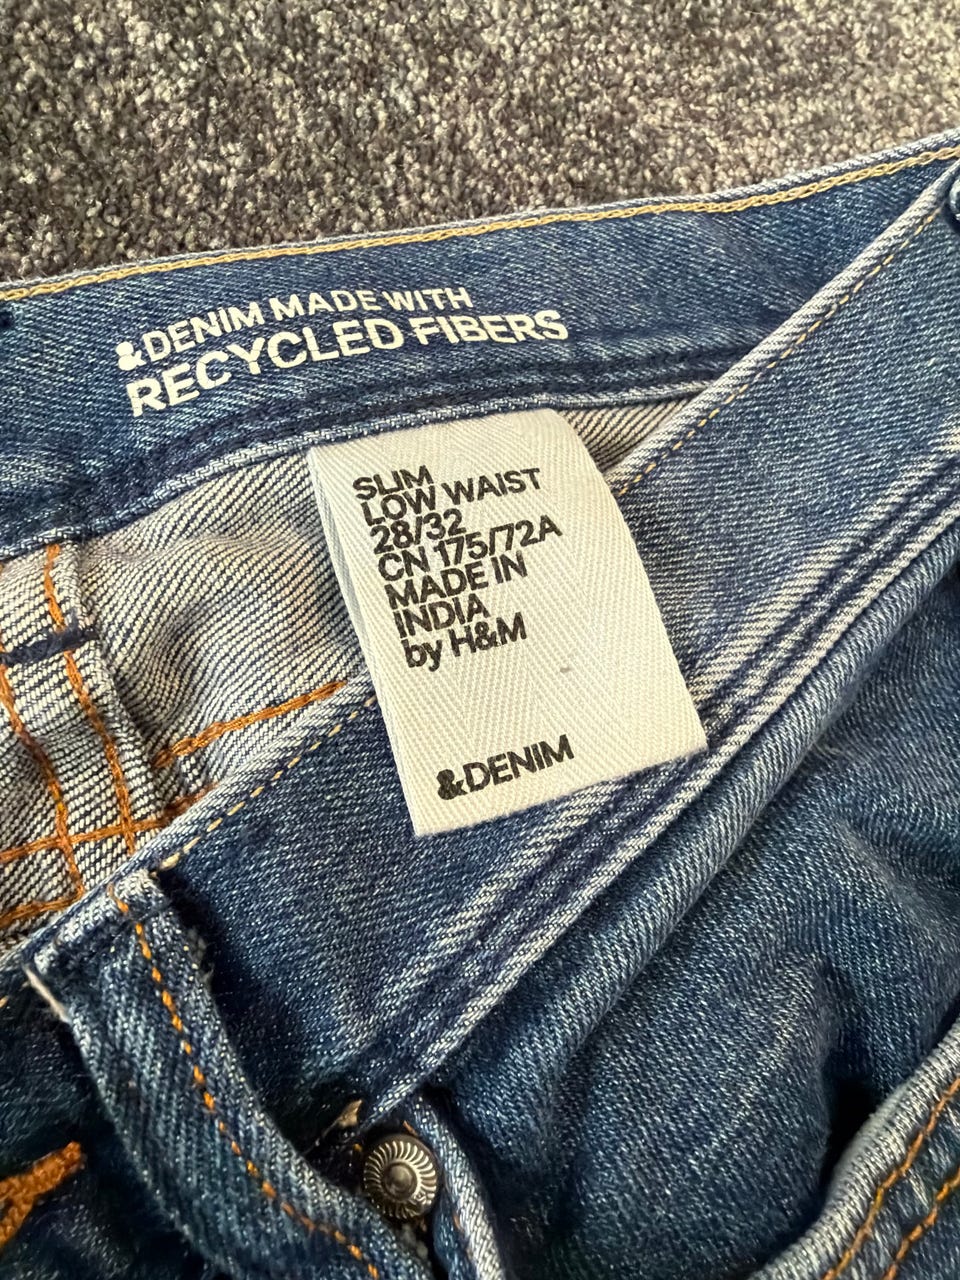 &DENIM MADE WITH
RECYCLED FIBERS
SLIM
LOW WAIST
28/32
CN 175/72A
MADE IN
INDIA
by H&M
&DENIM